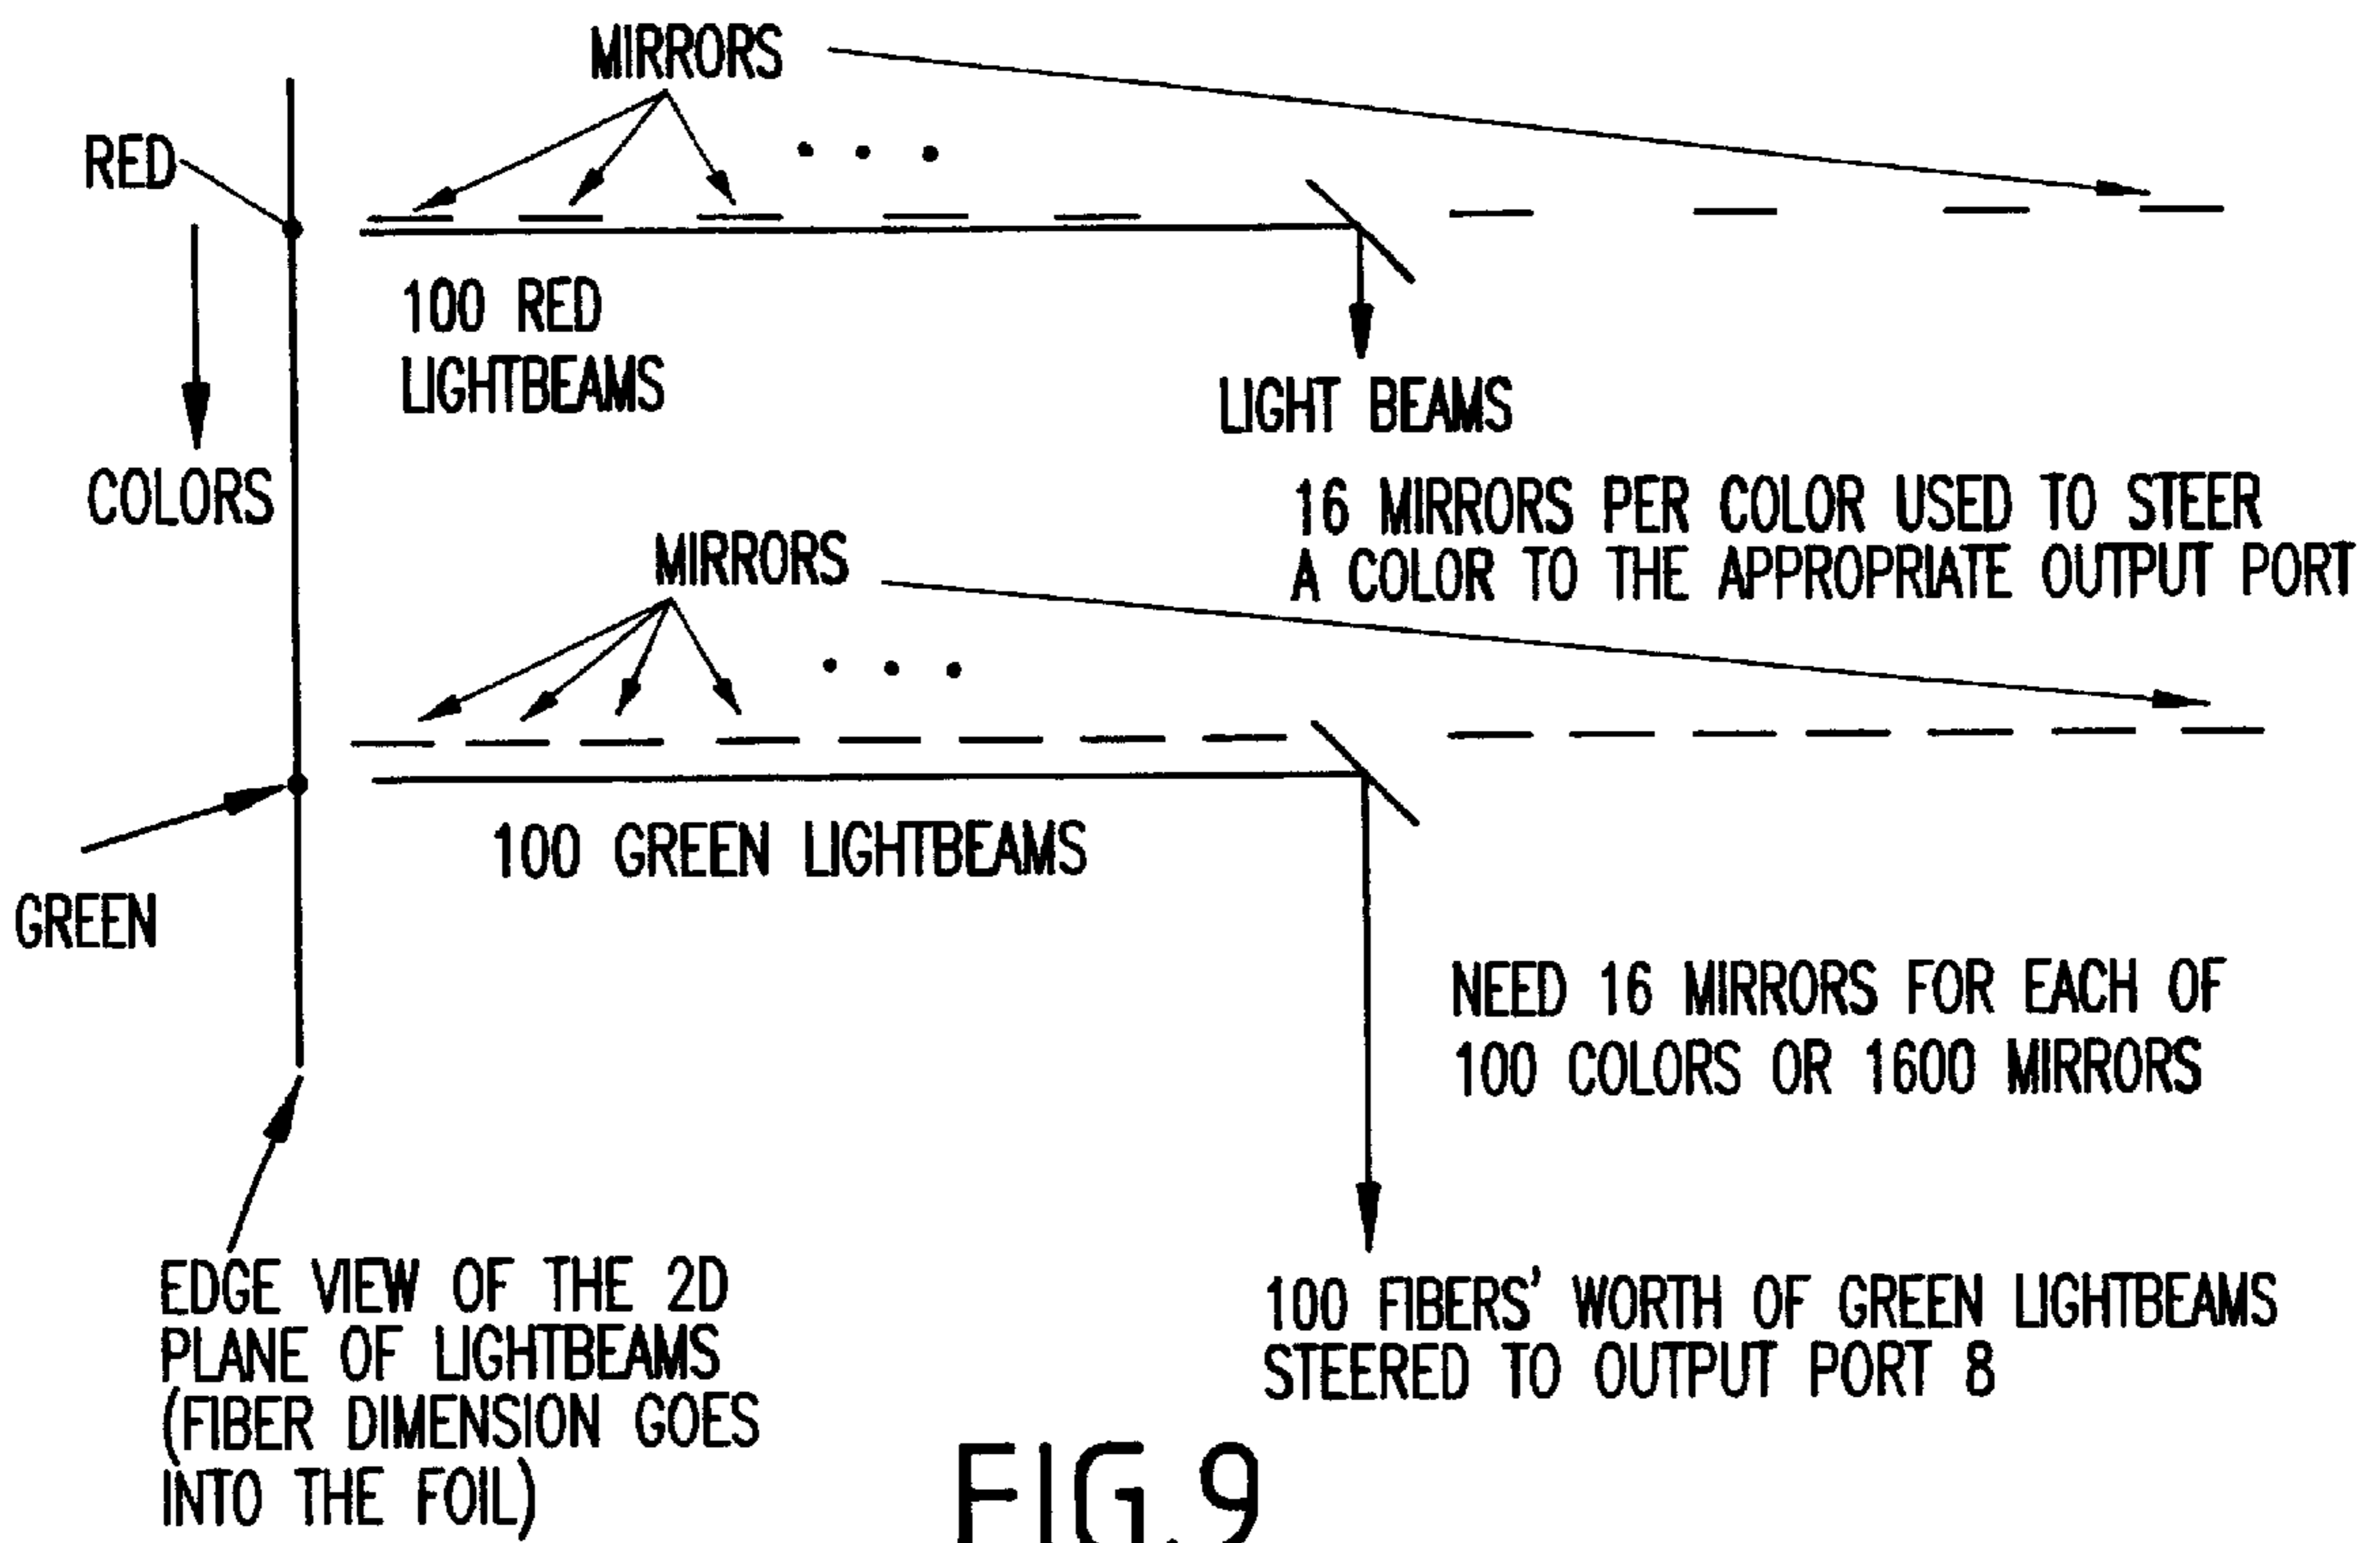 MIRRORS
RED
100 RED
LIGHTBEAMS
LIGHT BEAMS
COLORS
16 MIRRORS PER COLOR USED TO STEER
A COLOR TO THE APPROPRIATE OUTPUT PORT
MIRRORS
100 GREEN LIGHTBEAMS
GREEN
NEED 16 MIRRORS FOR EACH OF
100 COLORS OR 1600 MIRRORS
EDGE VIEW OF THE 2D
PLANE OF LIGHTBEAMS
(FIBER DIMENSION GOES
INTO THE FOIL)
100 FIBERS' WORTH OF GREEN LIGHTBEAMS
STEERED TO OUTPUT PORT 8
FIG.9